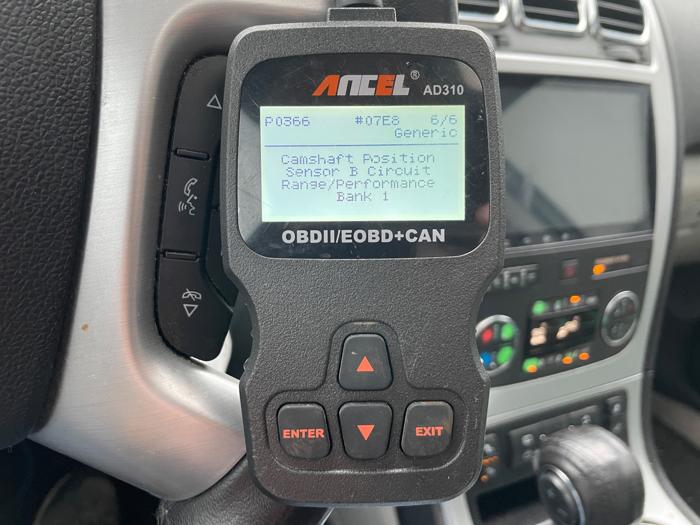 ANCEL®
AD310
P0366 #07E8 6/6
Generic
Camshaft Position
Sensor B Circuit
Range/Performance
Bank 1
OBDII/EOBD+CAN
ENTER
EXIT